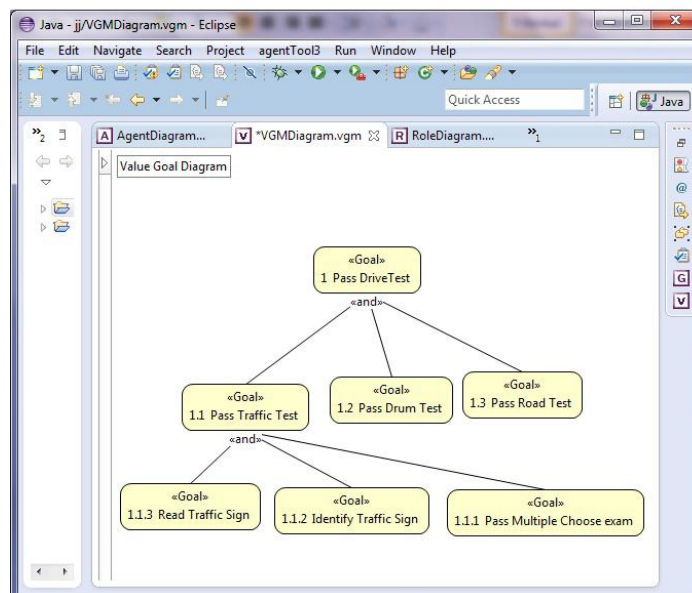 Java - jj/VGMDiagram.vgm - Eclipse
File Edit Navigate Search Project agentTool3 Run Window Help
Quick Access
Java
»2
A AgentDiagram....
V *VGMDiagram.vgm
R RoleDiagram....
»1
Value Goal Diagram
@
G
V
«Goal»
1 Pass DriveTest
«and»
«Goal»
1.1 Pass Traffic Test
«Goal»
1.2 Pass Drum Test
«Goal»
1.3 Pass Road Test
«and»
«Goal»
1.1.3 Read Traffic Sign
«Goal»
1.1.2 Identify Traffic Sign
«Goal»
1.1.1 Pass Multiple Choose exam